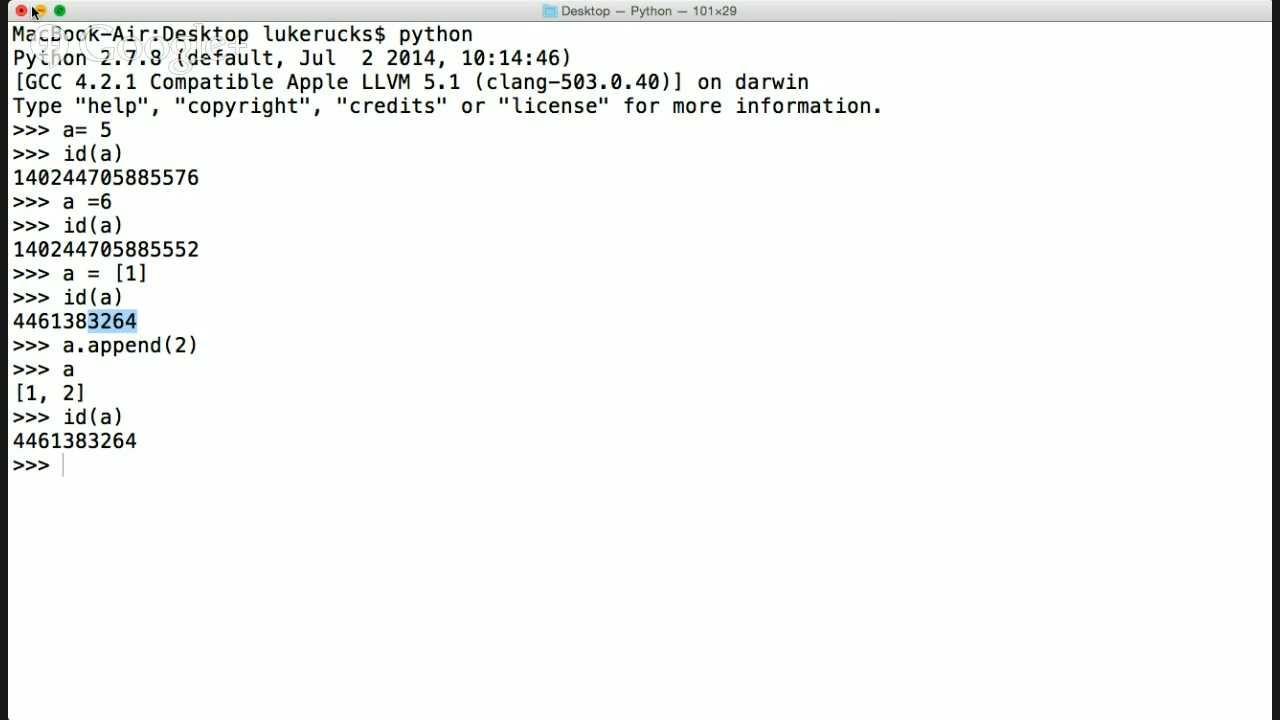 Desktop — Python — 101×29
Google+
MacBook-Air:Desktop lukerucks$ python
Python 2.7.8 (default, Jul  2 2014, 10:14:46)
[GCC 4.2.1 Compatible Apple LLVM 5.1 (clang-503.0.40)] on darwin
Type "help", "copyright", "credits" or "license" for more information.
>>> a= 5
>>> id(a)
140244705885576
>>> a =6
>>> id(a)
140244705885552
>>> a = [1]
>>> id(a)
4461383264
>>> a.append(2)
>>> a
[1, 2]
>>> id(a)
4461383264
>>>